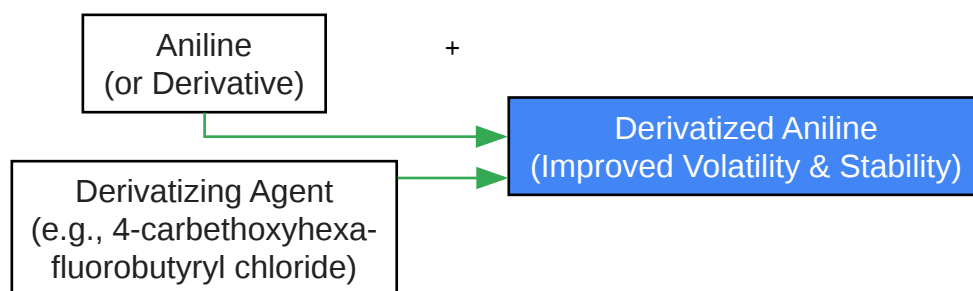 Aniline
(or Derivative)
+
Derivatized Aniline
(Improved Volatility & Stability)
Derivatizing Agent
(e.g., 4-carbethoxyhexa-
fluorobutyryl chloride)